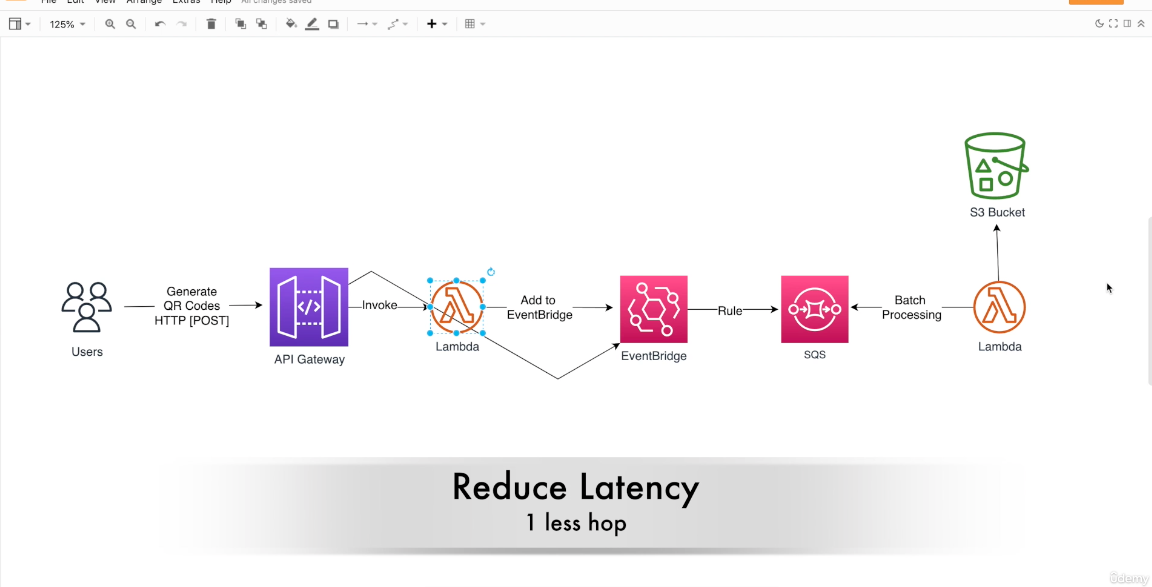 File Edit View Arrange Extras Help All changes saved
125%
S3 Bucket
Generate
QR Codes
HTTP [POST]
Users
API Gateway
Invoke
Lambda
Add to
EventBridge
EventBridge
Rule
SQS
Batch
Processing
Lambda
Reduce Latency
1 less hop
ûdemy